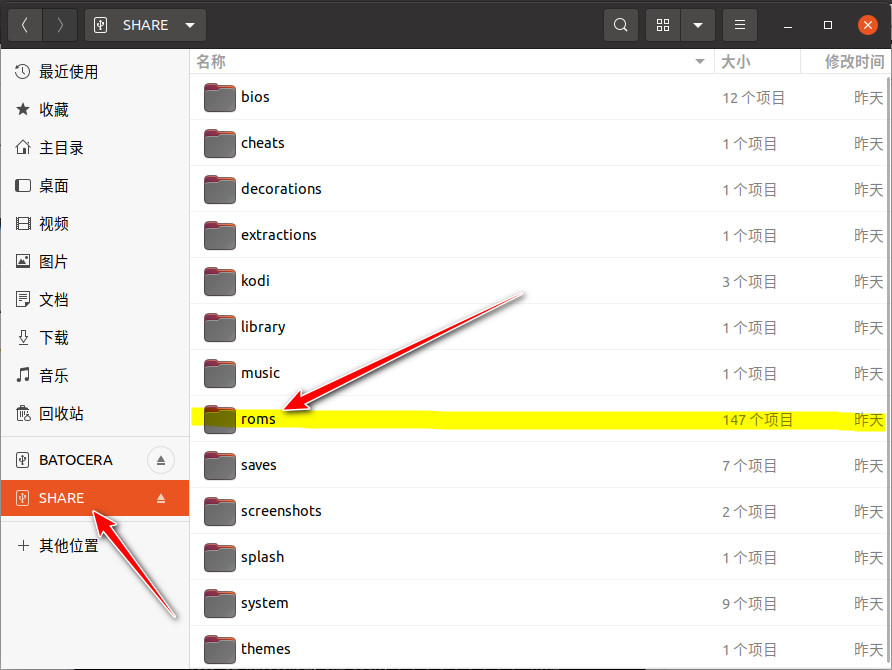 SHARE
名称 大小 修改时间
最近使用
收藏
主目录
桌面
视频
图片
文档
下载
音乐
回收站
BATOCERA
SHARE
其他位置
bios 12 个项目 昨天
cheats 1 个项目 昨天
decorations 1 个项目 昨天
extractions 1 个项目 昨天
kodi 3 个项目 昨天
library 1 个项目 昨天
music 1 个项目 昨天
roms 147 个项目 昨天
saves 7 个项目 昨天
screenshots 2 个项目 昨天
splash 1 个项目 昨天
system 9 个项目 昨天
themes 1 个项目 昨天